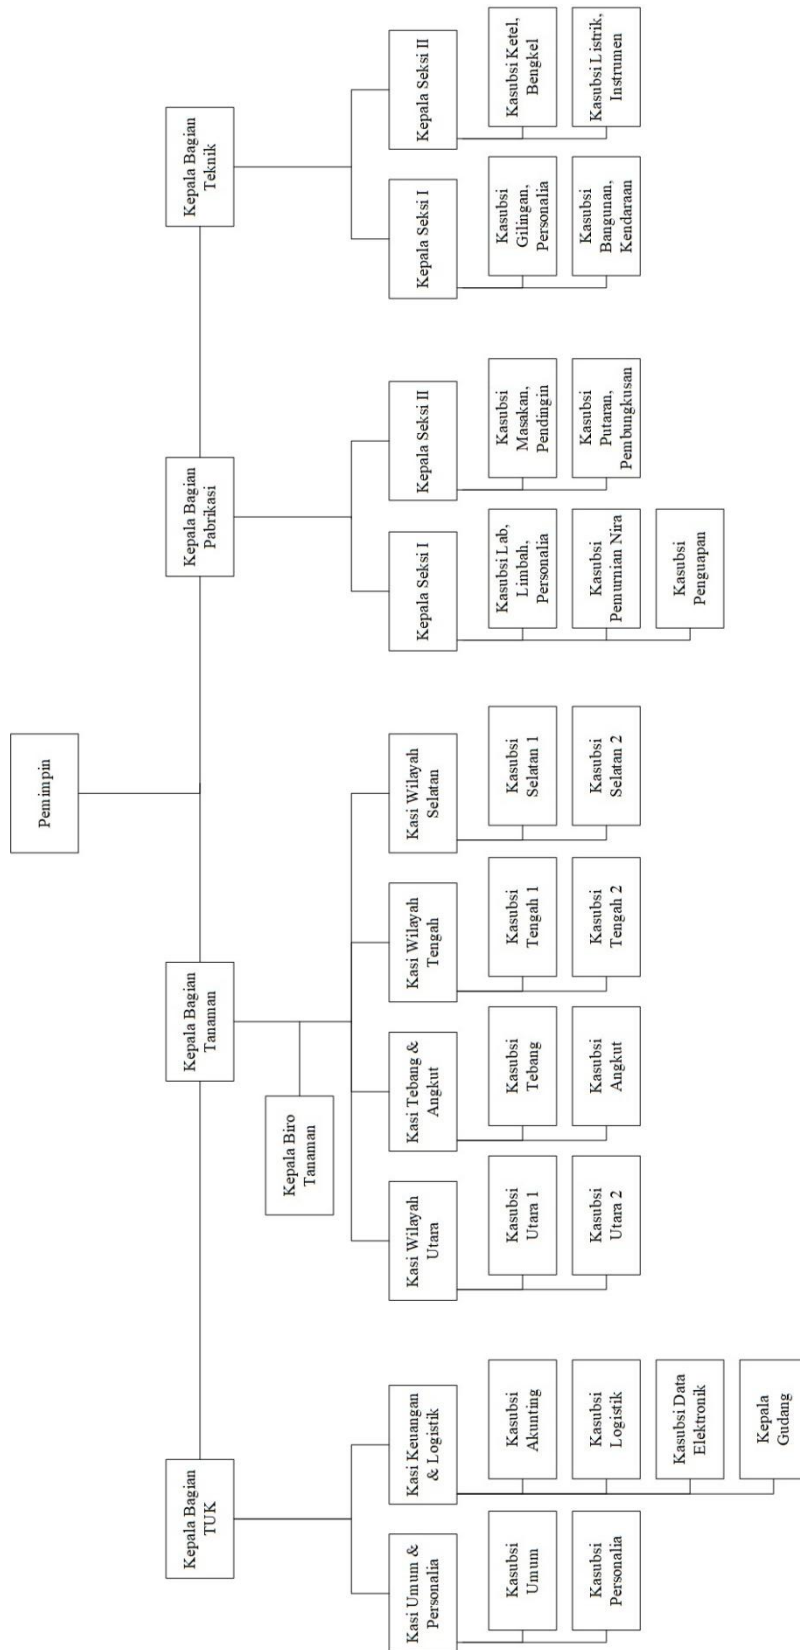 Pemimpin
Kepala Bagian
TUK
Kepala Bagian
Tanaman
Kepala Bagian
Pabrikasi
Kepala Bagian
Teknik
Kepala Biro
Tanaman
Kasi Umum &
Personalia
Kasi Keuangan
& Logistik
Kasi Wilayah
Utara
Kasi Tebang &
Angkut
Kasi Wilayah
Tengah
Kasi Wilayah
Selatan
Kepala Seksi I
Kepala Seksi II
Kepala Seksi I
Kepala Seksi II
Kasubsi
Umum
Kasubsi
Akunting
Kasubsi
Utara 1
Kasubsi
Tebang
Kasubsi
Tengah 1
Kasubsi
Selatan 1
Kasubsi Lab,
Limbah,
Personalia
Kasubsi
Masakan,
Pendingin
Kasubsi
Gilingan,
Personalia
Kasubsi Ketel,
Bengkel
Kasubsi
Personalia
Kasubsi
Logistik
Kasubsi
Utara 2
Kasubsi
Angkut
Kasubsi
Tengah 2
Kasubsi
Selatan 2
Kasubsi
Pemurnian Nira
Kasubsi
Putaran,
Pembungkusan
Kasubsi
Bangunan,
Kendaraan
Kasubsi Listrik,
Instrumen
Kasubsi Data
Elektronik
Kasubsi
Penguapan
Kepala
Gudang